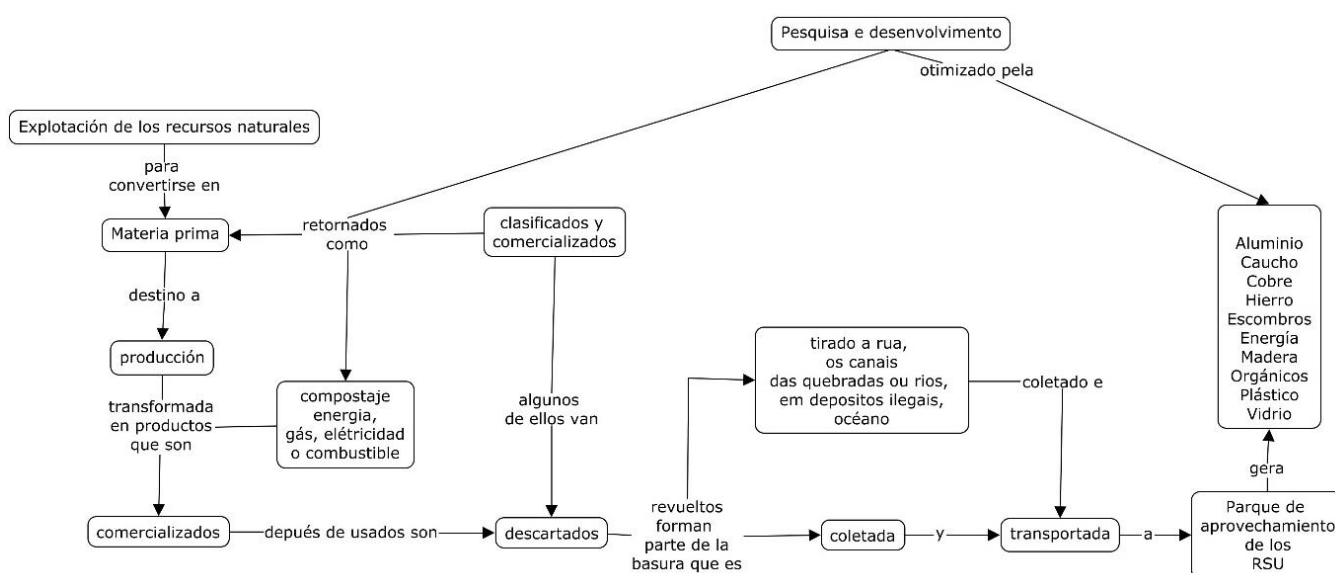 Pesquisa e desenvolvimento
otimizado pela
Explotación de los recursos naturales
para
convertirse en
Materia prima
retornados
como
clasificados y
comercializados
Aluminio
Caucho
Cobre
Hierro
Escombros
Energía
Madera
Orgánicos
Plástico
Vidrio
destino a
producción
tirado a rua,
os canais
das quebradas ou rios,
em depositos ilegais,
océano
coletado e
transformada
en productos
que son
compostaje
energia,
gás, elétricidad
o combustible
algunos
de ellos van
gera
comercializados
depués de usados son
descartados
revueltos
forman
parte de la
basura que es
coletada
y
transportada
a
Parque de
aprovechamiento
de los
RSU